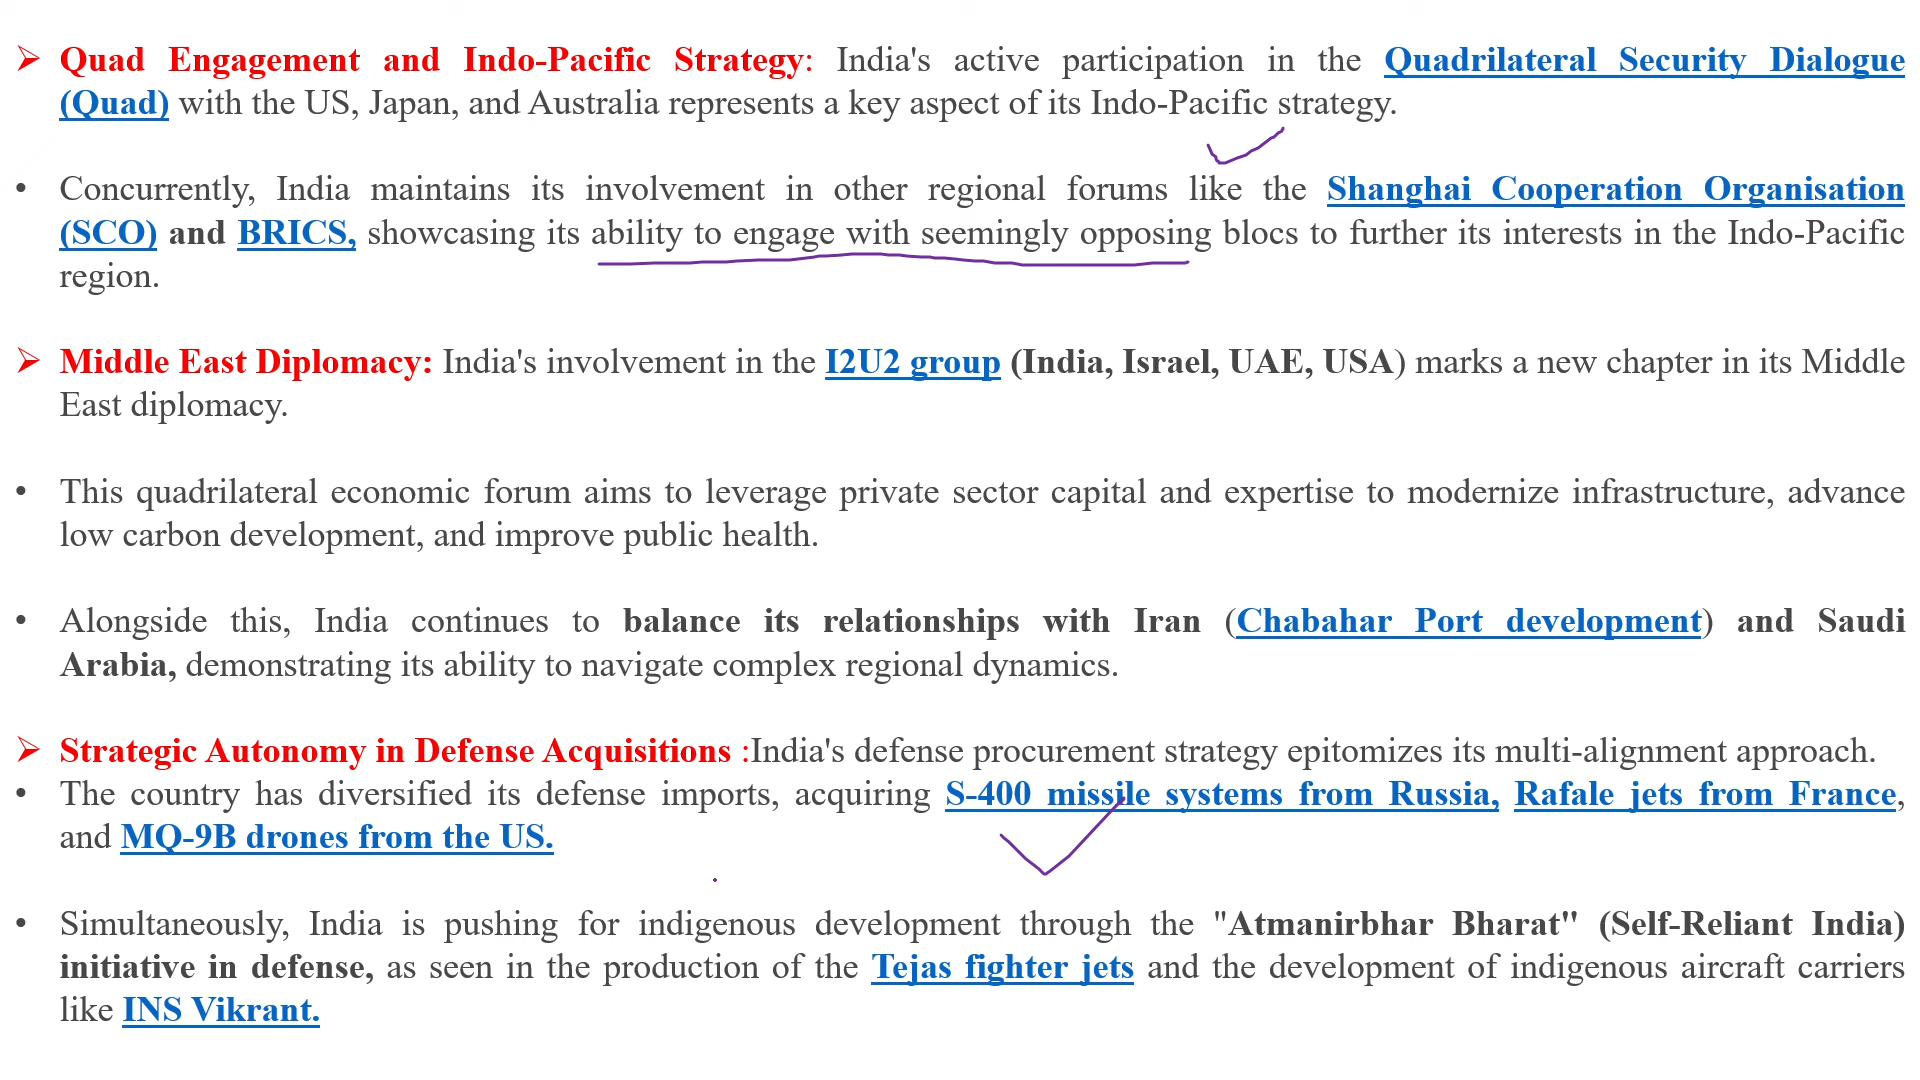 ➢ Quad Engagement and Indo-Pacific Strategy: India's active participation in the Quadrilateral Security Dialogue
(Quad) with the US, Japan, and Australia represents a key aspect of its Indo-Pacific strategy.
• Concurrently, India maintains its involvement in other regional forums like the Shanghai Cooperation Organisation
(SCO) and BRICS, showcasing its ability to engage with seemingly opposing blocs to further its interests in the Indo-Pacific
region.
➢ Middle East Diplomacy: India's involvement in the I2U2 group (India, Israel, UAE, USA) marks a new chapter in its Middle
East diplomacy.
• This quadrilateral economic forum aims to leverage private sector capital and expertise to modernize infrastructure, advance
low carbon development, and improve public health.
• Alongside this, India continues to balance its relationships with Iran (Chabahar Port development) and Saudi
Arabia, demonstrating its ability to navigate complex regional dynamics.
➢ Strategic Autonomy in Defense Acquisitions :India's defense procurement strategy epitomizes its multi-alignment approach.
• The country has diversified its defense imports, acquiring S-400 missile systems from Russia, Rafale jets from France,
and MQ-9B drones from the US.
• Simultaneously, India is pushing for indigenous development through the "Atmanirbhar Bharat" (Self-Reliant India)
initiative in defense, as seen in the production of the Tejas fighter jets and the development of indigenous aircraft carriers
like INS Vikrant.